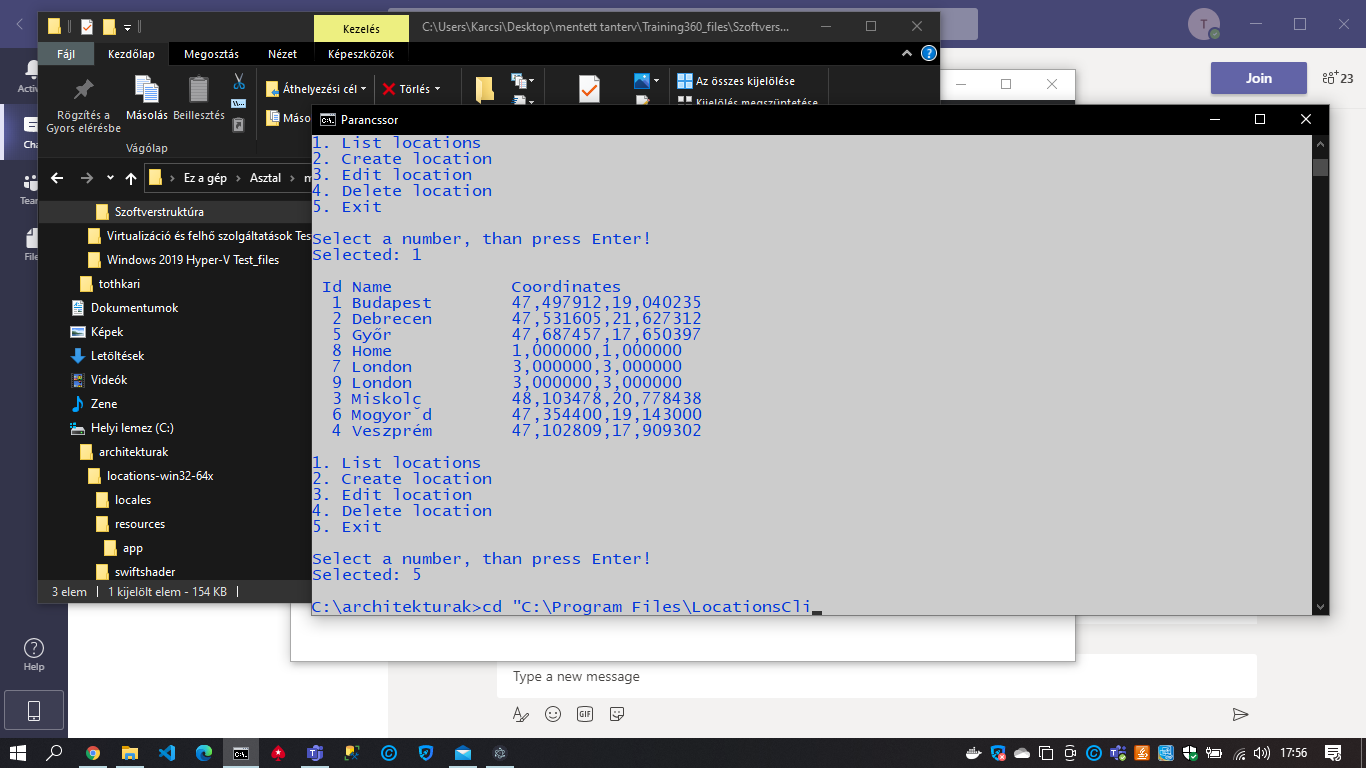 Kezelés
C:\Users\Karcsi\Desktop\mentett tanterv\Training360_files\Szoftvers...
T
Fájl
Kezdőlap
Megosztás
Nézet
Képeszközök
Join
23
Rögzítés a
Gyors elérésbe
Másolás
Beillesztés
Áthelyezési cél
Törlés
Az összes kijelölése
Kijelölés megszüntetése
Máso
Vágólap
Parancssor
Ez a gép
Asztal
Szoftverstruktúra
Virtualizáció és felhő szolgáltatások Tes
Windows 2019 Hyper-V Test_files
tothkari
Dokumentumok
Képek
Letöltések
Videók
Zene
Helyi lemez (C:)
architekturak
locations-win32-64x
locales
resources
app
swiftshader
3 elem
1 kijelölt elem - 154 KB
1. List locations
2. Create location
3. Edit location
4. Delete location
5. Exit
Select a number, than press Enter!
Selected: 1
Id Name Coordinates
1 Budapest 47,497912,19,040235
2 Debrecen 47,531605,21,627312
5 Győr 47,687457,17,650397
8 Home 1,000000,1,000000
7 London 3,000000,3,000000
9 London 3,000000,3,000000
3 Miskolc 48,103478,20,778438
6 Mogyor˘d 47,354400,19,143000
4 Veszprém 47,102809,17,909302
1. List locations
2. Create location
3. Edit location
4. Delete location
5. Exit
Select a number, than press Enter!
Selected: 5
C:\architekturak>cd "C:\Program Files\LocationsCli
Help
Type a new message
GIF
17:56